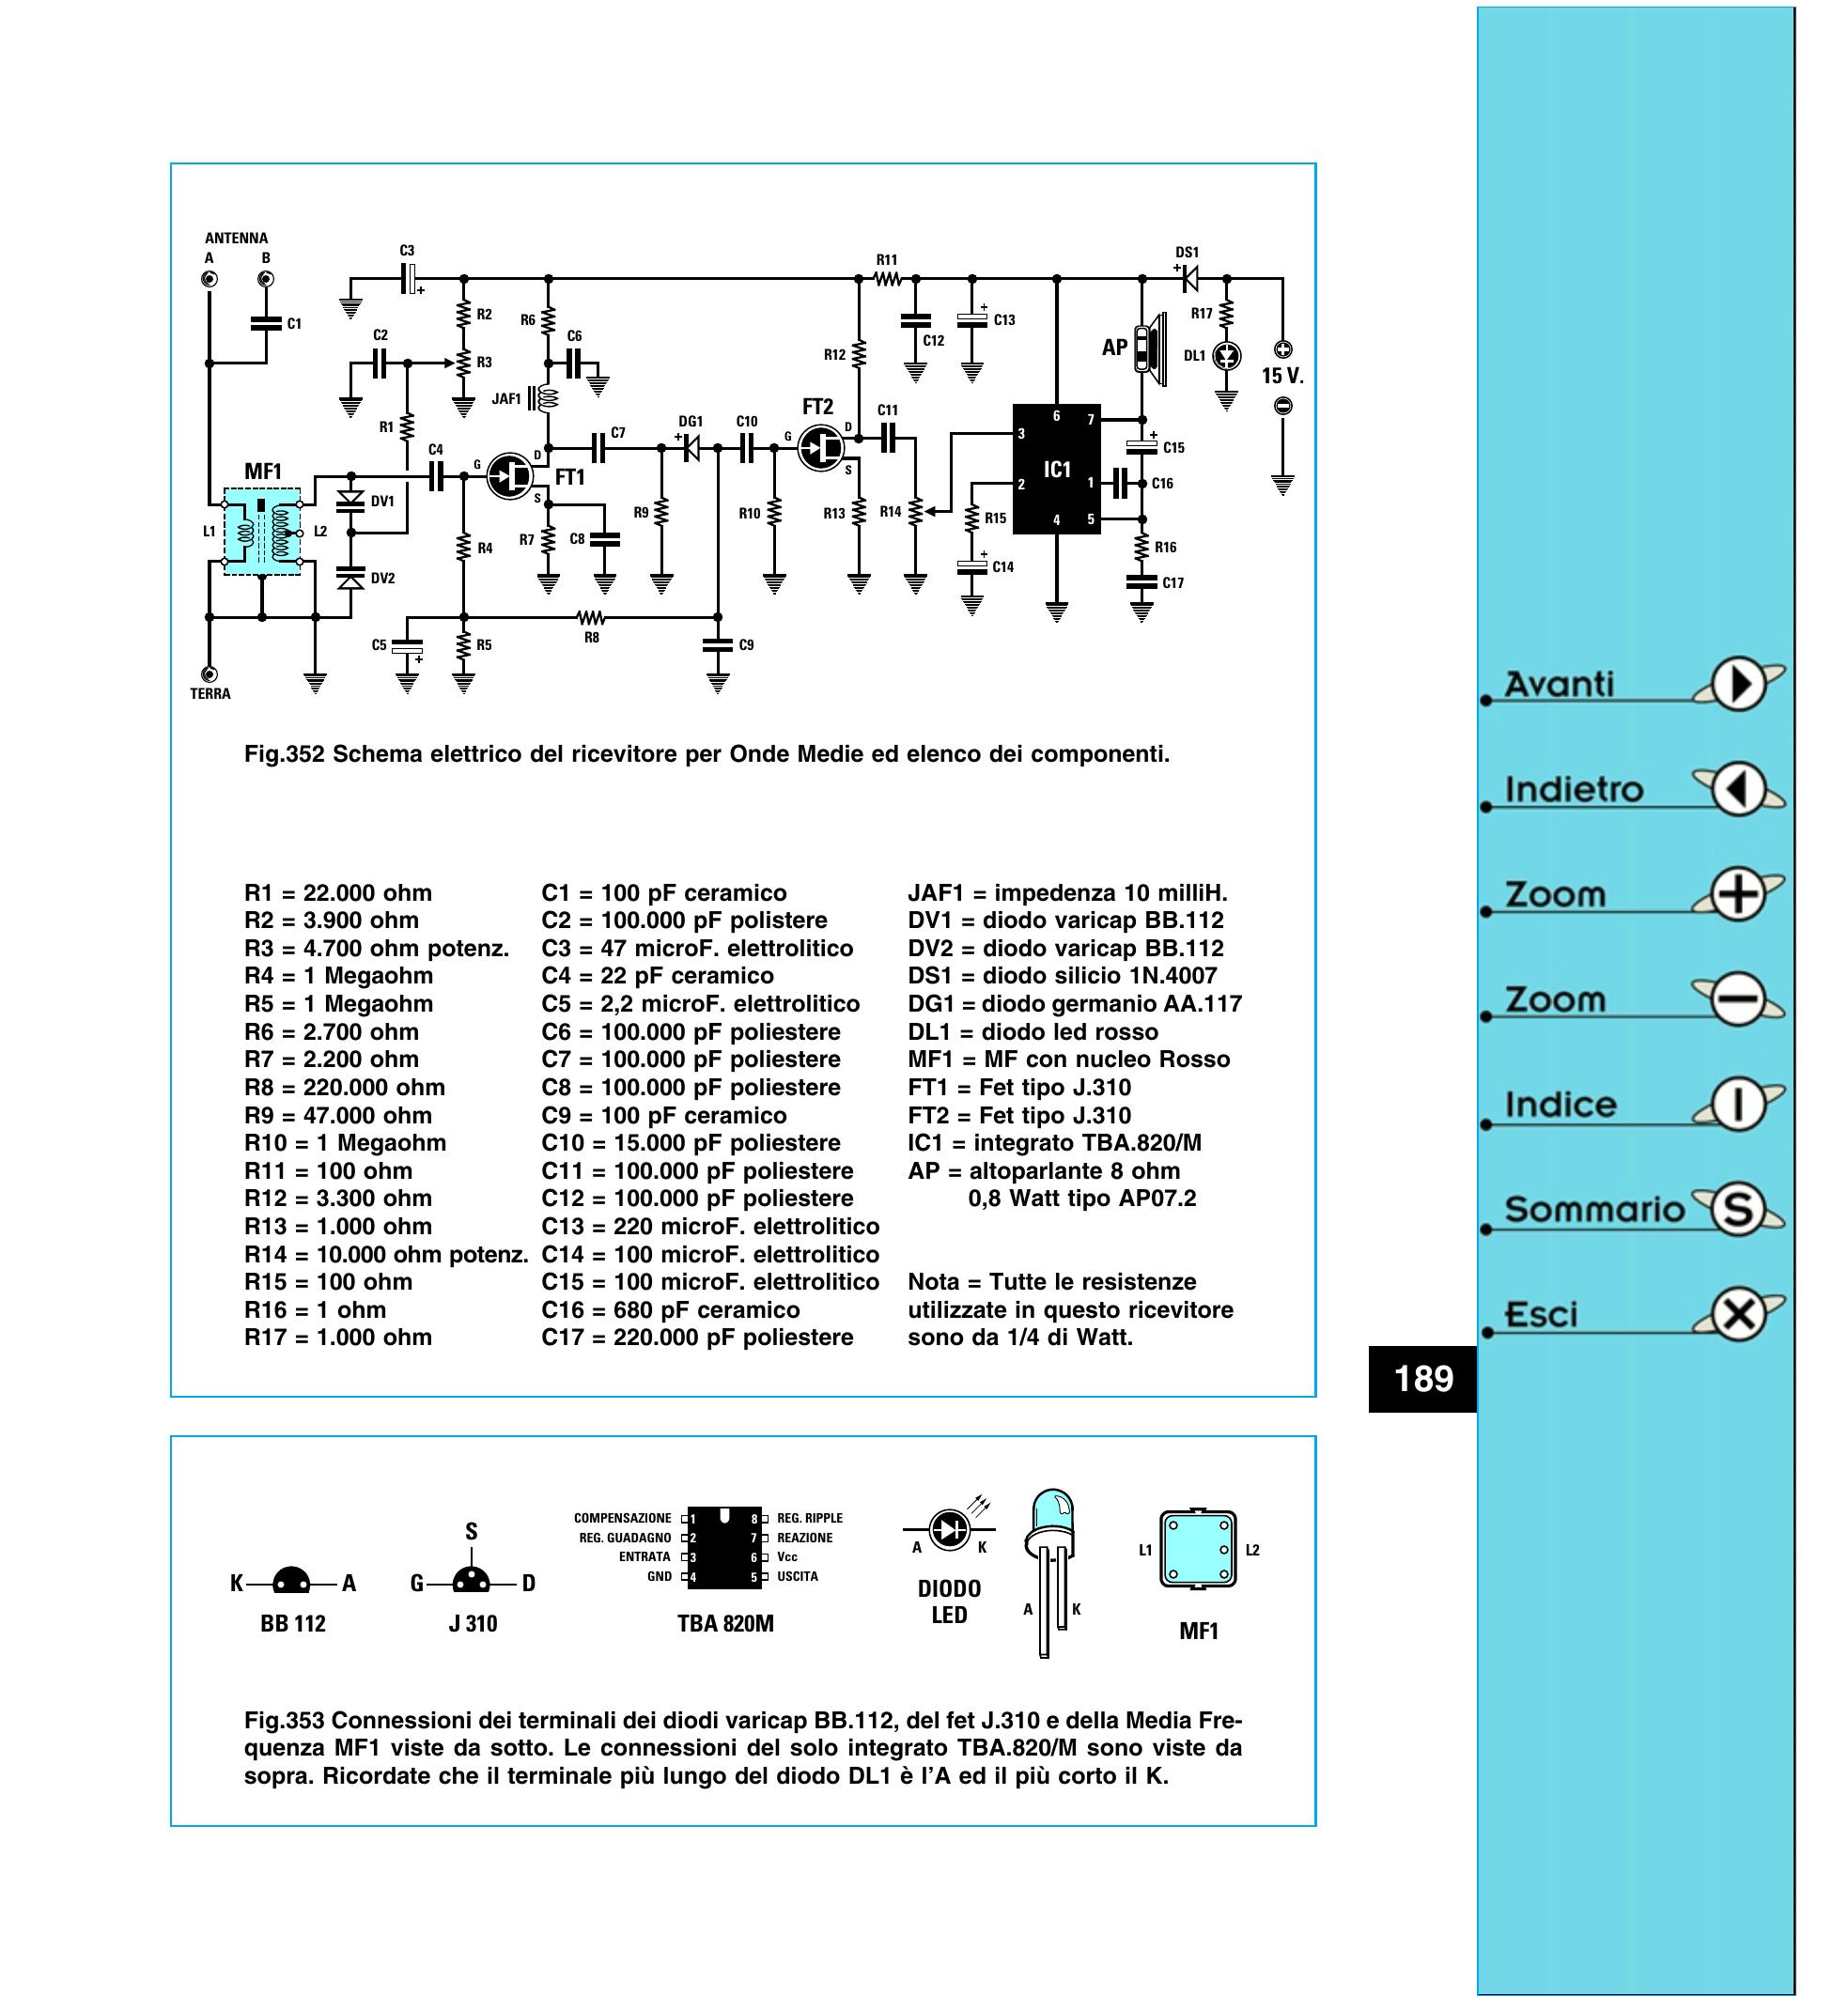 ANTENNA
A B
C1
C3
+
C2
R2
R3
R1
R6
C6
JAF1
C4
MF1
L1
L2
DV1
DV2
TERRA
G
D
S
FT1
R4
R7
C8
C5
+
R5
R8
C7
R9
DG1
+
C9
C10
R10
FT2
G
D
S
R12
R13
C11
R14
R11
C12
+
C13
R15
+
C14
IC1
6
7
3
2
1
4
5
AP
+
C15
C16
R16
C17
DS1
+
R17
DL1
+
15 V.
−
Fig.352 Schema elettrico del ricevitore per Onde Medie ed elenco dei componenti.
R1 = 22.000 ohm
R2 = 3.900 ohm
R3 = 4.700 ohm potenz.
R4 = 1 Megaohm
R5 = 1 Megaohm
R6 = 2.700 ohm
R7 = 2.200 ohm
R8 = 220.000 ohm
R9 = 47.000 ohm
R10 = 1 Megaohm
R11 = 100 ohm
R12 = 3.300 ohm
R13 = 1.000 ohm
R14 = 10.000 ohm potenz.
R15 = 100 ohm
R16 = 1 ohm
R17 = 1.000 ohm
C1 = 100 pF ceramico
C2 = 100.000 pF polistere
C3 = 47 microF. elettrolitico
C4 = 22 pF ceramico
C5 = 2,2 microF. elettrolitico
C6 = 100.000 pF poliestere
C7 = 100.000 pF poliestere
C8 = 100.000 pF poliestere
C9 = 100 pF ceramico
C10 = 15.000 pF poliestere
C11 = 100.000 pF poliestere
C12 = 100.000 pF poliestere
C13 = 220 microF. elettrolitico
C14 = 100 microF. elettrolitico
C15 = 100 microF. elettrolitico
C16 = 680 pF ceramico
C17 = 220.000 pF poliestere
JAF1 = impedenza 10 milliH.
DV1 = diodo varicap BB.112
DV2 = diodo varicap BB.112
DS1 = diodo silicio 1N.4007
DG1 = diodo germanio AA.117
DL1 = diodo led rosso
MF1 = MF con nucleo Rosso
FT1 = Fet tipo J.310
FT2 = Fet tipo J.310
IC1 = integrato TBA.820/M
AP = altoparlante 8 ohm
0,8 Watt tipo AP07.2
Nota = Tutte le resistenze
utilizzate in questo ricevitore
sono da 1/4 di Watt.
K A
BB 112
S
G D
J 310
COMPENSAZIONE 1 8 REG. RIPPLE
REG. GUADAGNO 2 7 REAZIONE
ENTRATA 3 6 Vcc
GND 4 5 USCITA
TBA 820M
A K
DIODO
LED
A K
L1 L2
MF1
Fig.353 Connessioni dei terminali dei diodi varicap BB.112, del fet J.310 e della Media Fre-
quenza MF1 viste da sotto. Le connessioni del solo integrato TBA.820/M sono viste da
sopra. Ricordate che il terminale più lungo del diodo DL1 è l'A ed il più corto il K.
Avanti
Indietro
Zoom +
Zoom −
Indice I
Sommario S
Esci X
189